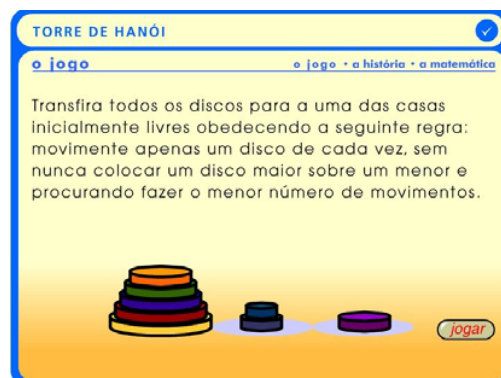 TORRE DE HANÓI
o jogo
o jogo • a história • a matemática
Transfira todos os discos para a uma das casas
inicialmente livres obedecendo a seguinte regra:
movimente apenas um disco de cada vez, sem
nunca colocar um disco maior sobre um menor e
procurando fazer o menor número de movimentos.
jogar